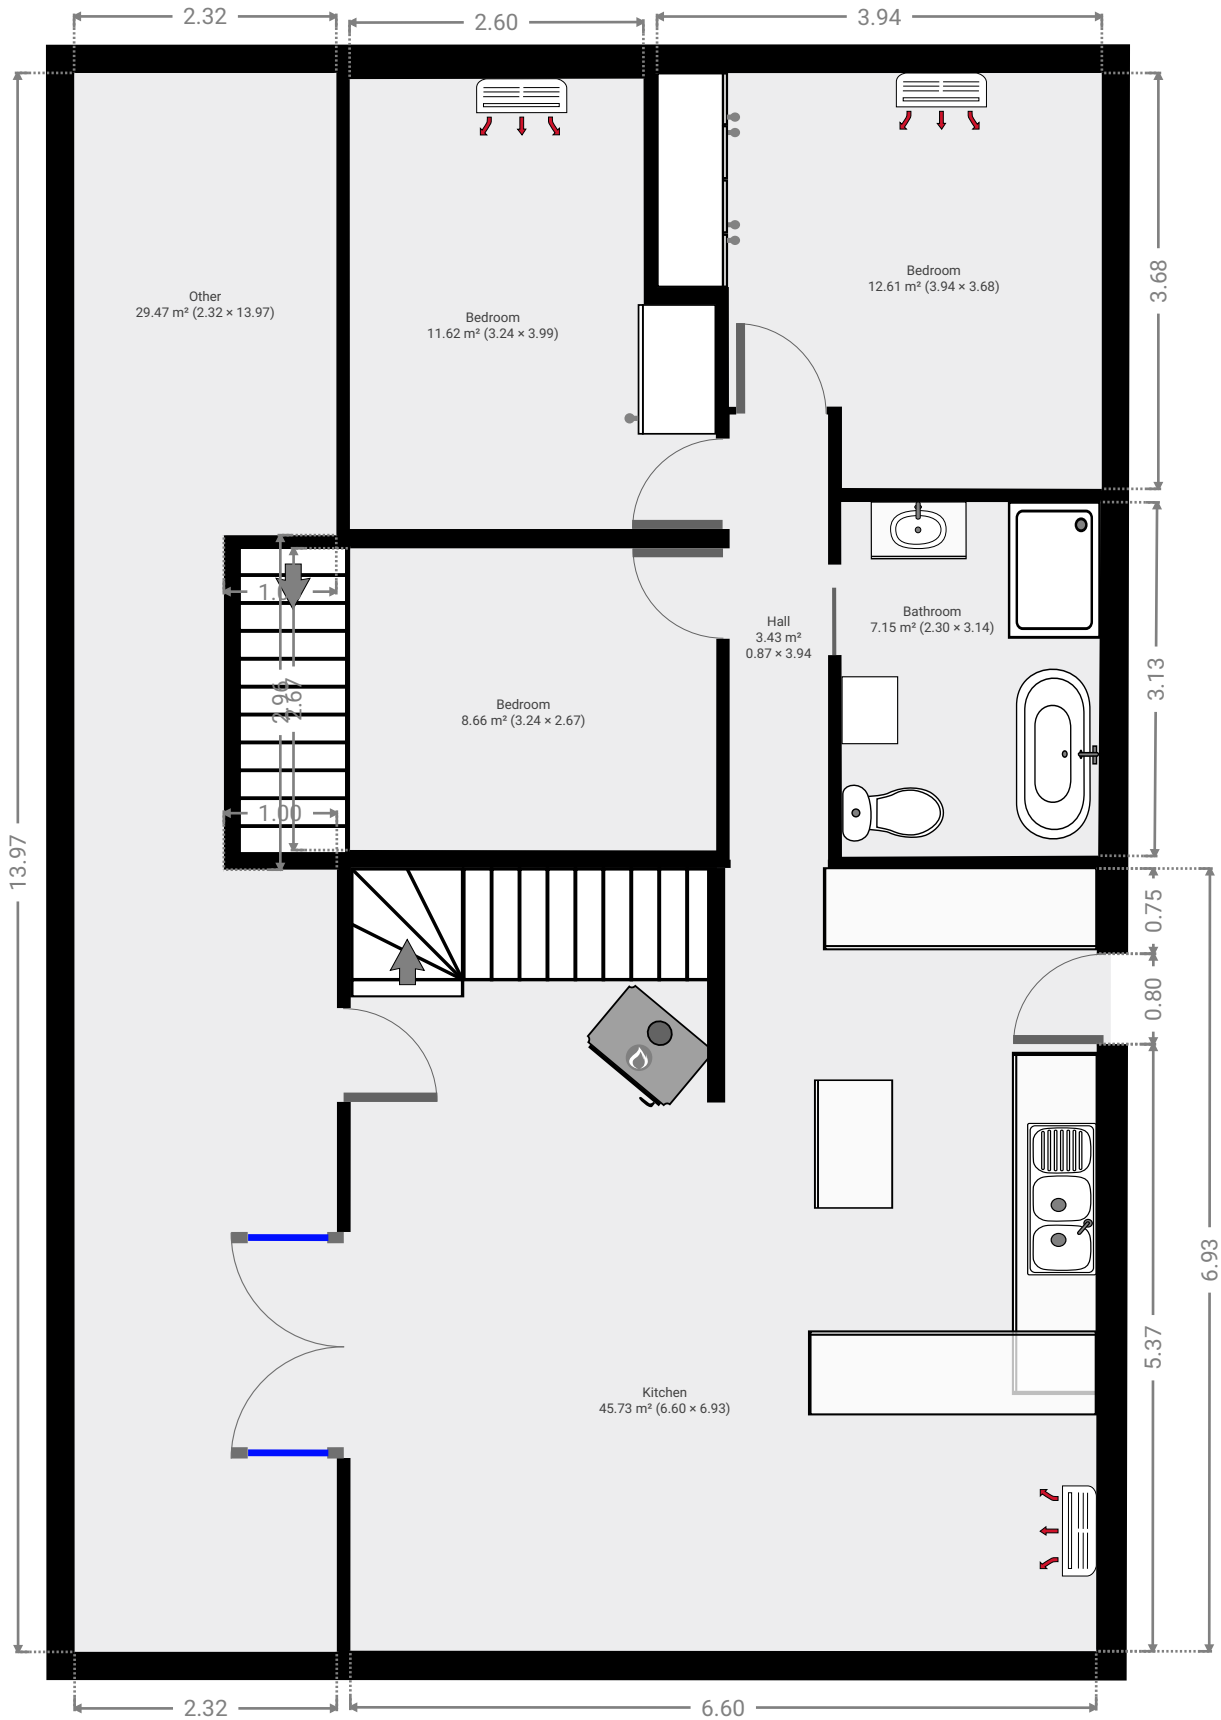 2.32
2.60
3.94
3.68
Other
29.47 m² (2.32 × 13.97)
Bedroom
11.62 m² (3.24 × 3.99)
Bedroom
12.61 m² (3.94 × 3.68)
Hall
3.43 m²
0.87 × 3.94
Bathroom
7.15 m² (2.30 × 3.14)
3.13
2.67
Bedroom
8.66 m² (3.24 × 2.67)
1.00
13.97
0.75
0.80
6.93
5.37
Kitchen
45.73 m² (6.60 × 6.93)
2.32
6.60